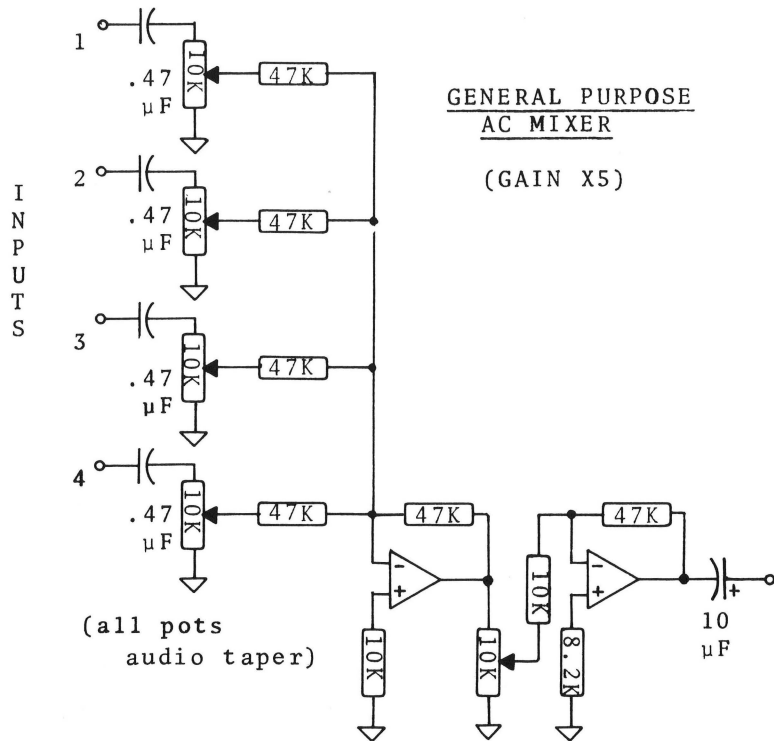 GENERAL PURPOSE
AC MIXER
(GAIN X5)
INPUTS
1
.47
µF
10K
47K
2
.47
µF
10K
47K
3
.47
µF
10K
47K
4
.47
µF
10K
47K
47K
-
+
10K
10K
10K
47K
-
+
8.2K
+
10
µF
(all pots
audio taper)